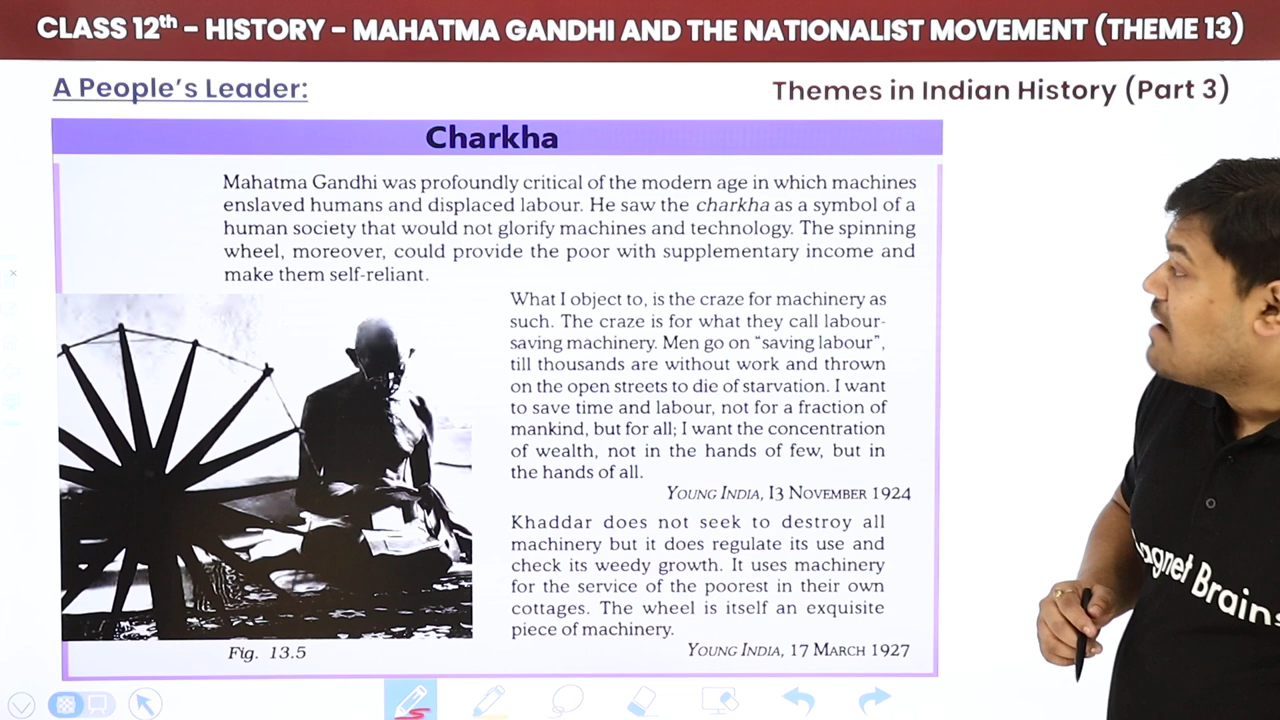 CLASS 12th – HISTORY – MAHATMA GANDHI AND THE NATIONALIST MOVEMENT (THEME 13)
A People's Leader:
Themes in Indian History (Part 3)
Charkha
Mahatma Gandhi was profoundly critical of the modern age in which machines
enslaved humans and displaced labour. He saw the charkha as a symbol of a
human society that would not glorify machines and technology. The spinning
wheel, moreover, could provide the poor with supplementary income and
make them self-reliant.
What I object to, is the craze for machinery as
such. The craze is for what they call labour-
saving machinery. Men go on "saving labour",
till thousands are without work and thrown
on the open streets to die of starvation. I want
to save time and labour, not for a fraction of
mankind, but for all; I want the concentration
of wealth, not in the hands of few, but in
the hands of all.
YOUNG INDIA, 13 NOVEMBER 1924
Khaddar does not seek to destroy all
machinery but it does regulate its use and
check its weedy growth. It uses machinery
for the service of the poorest in their own
cottages. The wheel is itself an exquisite
piece of machinery.
YOUNG INDIA, 17 MARCH 1927
Fig. 13.5
agnet Brains